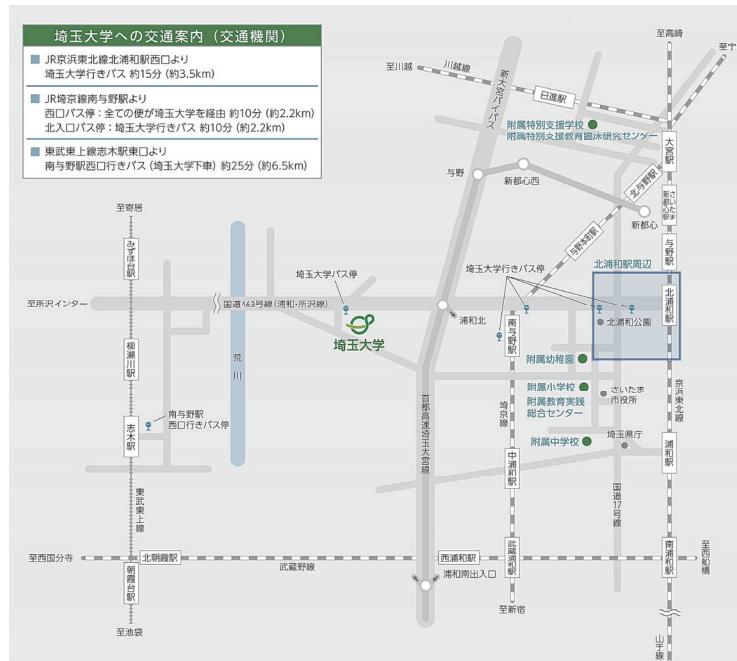 埼玉大学への交通案内（交通機関）
JR京浜東北線北浦和駅西口より
埼玉大学行きバス 約15分（約3.5km）
JR埼京線南与野駅より
西口バス停：全ての便が埼玉大学を経由 約10分（約2.2km）
北入口バス停：埼玉大学行きバス 約10分（約2.2km）
東武東上線志木駅東口より
南与野駅西口行きバス（埼玉大学下車）約25分（約6.5km）
至高崎
至宇
至川越
川越線
日進駅
新大宮バイパス
附属特別支援学校
附属特別支援教育臨床研究センター
大宮駅
与野
新都心西
北与野駅
さいたま
新都心駅
新都心
与野本町駅
与野駅
至寄居
みずほ台駅
北浦和駅周辺
埼玉大学行きバス停
埼玉大学バス停
至所沢インター
国道463号線（浦和・所沢線）
浦和北
南与野駅
北浦和公園
北浦和駅
埼玉大学
柳瀬川駅
荒川
附属幼稚園
附属小学校
附属教育実践
総合センター
さいたま
市役所
京浜東北線
首都高速埼玉大宮線
埼京線
南与野駅
西口行きバス停
志木駅
附属中学校
埼玉県庁
浦和駅
中浦和駅
東武東上線
国道17号線
至西国分寺
北朝霞駅
武蔵野線
西浦和駅
武蔵浦和駅
南浦和駅
至西船橋
朝霞台駅
浦和南出入口
至新宿
至池袋
山手線